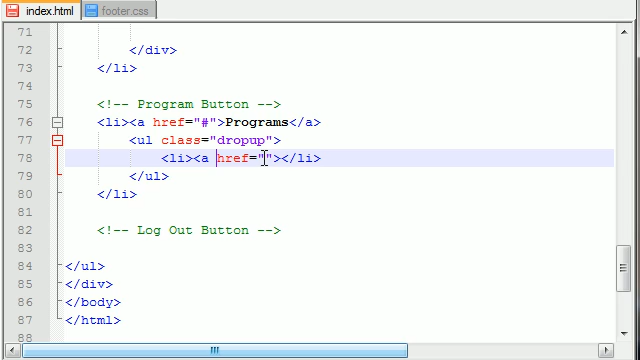 index.html footer.css
71
72 </div>
73 </li>
74
75 <!-- Program Button -->
76 <li><a href="#">Programs</a>
77 <ul class="dropup">
78 <li><a href=""></li>
79 </ul>
80 </li>
81
82 <!-- Log Out Button -->
83
84 </ul>
85 </div>
86 </body>
87 </html>
88